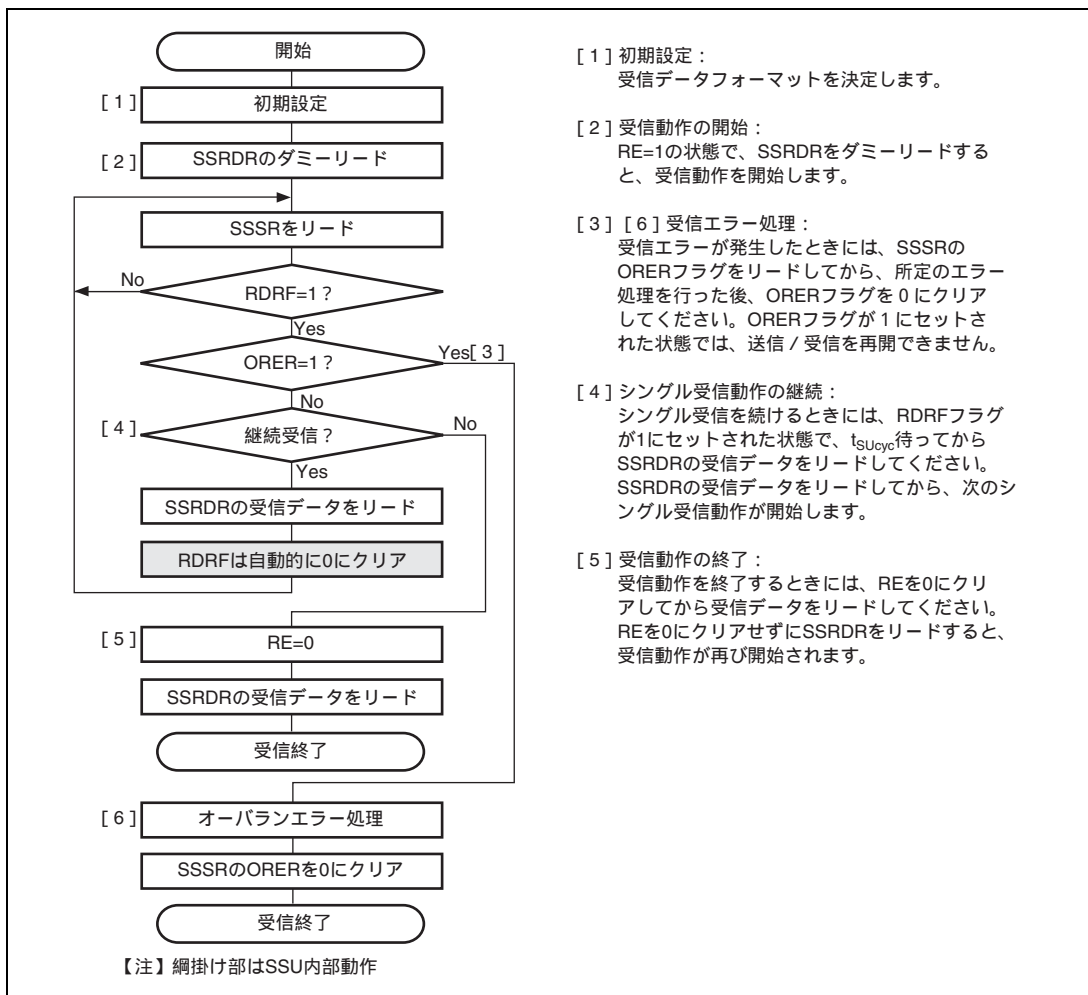 開始
[ 1 ] 初期設定
[ 2 ] SSRDRのダミーリード
SSSRをリード
No
RDRF=1 ?
Yes
ORER=1 ?
Yes[ 3 ]
No
[ 4 ] 継続受信 ?
No
Yes
SSRDRの受信データをリード
RDRFは自動的に0にクリア
[ 5 ] RE=0
SSRDRの受信データをリード
受信終了
[ 6 ] オーバランエラー処理
SSSRのORERを0にクリア
受信終了
【注】網掛け部はSSU内部動作
[ 1 ] 初期設定 :
受信データフォーマットを決定します。
[ 2 ] 受信動作の開始 :
RE=1の状態で、SSRDRをダミーリードする
と、受信動作を開始します。
[ 3 ] [ 6 ] 受信エラー処理 :
受信エラーが発生したときには、SSSRの
ORERフラグをリードしてから、所定のエラー
処理を行った後、ORERフラグを 0 にクリア
してください。ORERフラグが 1 にセットさ
れた状態では、送信 / 受信を再開できません。
[ 4 ] シングル受信動作の継続 :
シングル受信を続けるときには、RDRFフラグ
が1にセットされた状態で、tSUcyc待ってから
SSRDRの受信データをリードしてください。
SSRDRの受信データをリードしてから、次のシ
ングル受信動作が開始します。
[ 5 ] 受信動作の終了 :
受信動作を終了するときには、REを0にクリ
アしてから受信データをリードしてください。
REを0にクリアせずにSSRDRをリードすると、
受信動作が再び開始されます。